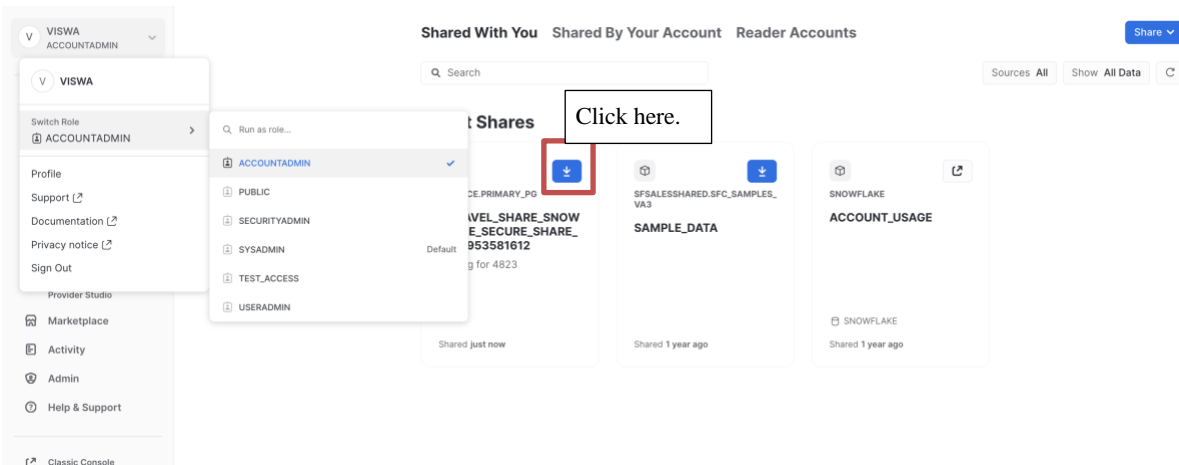 V VISWA
ACCOUNTADMIN
V VISWA
Switch Role
ACCOUNTADMIN
Profile
Support
Documentation
Privacy notice
Sign Out
Provider Studio
Marketplace
Activity
Admin
Help & Support
Classic Console
Run as role...
ACCOUNTADMIN
PUBLIC
SECURITYADMIN
SYSADMIN Default
TEST_ACCESS
USERADMIN
Shared With You Shared By Your Account Reader Accounts
Share
Search
Sources All Show All Data
t Shares
Click here.
CE.PRIMARY_PG
AVEL_SHARE_SNOW
E_SECURE_SHARE_
953581612
g for 4823
Shared just now
SFSALESSHARED.SFC_SAMPLES_
VA3
SAMPLE_DATA
Shared 1 year ago
SNOWFLAKE
ACCOUNT_USAGE
SNOWFLAKE
Shared 1 year ago